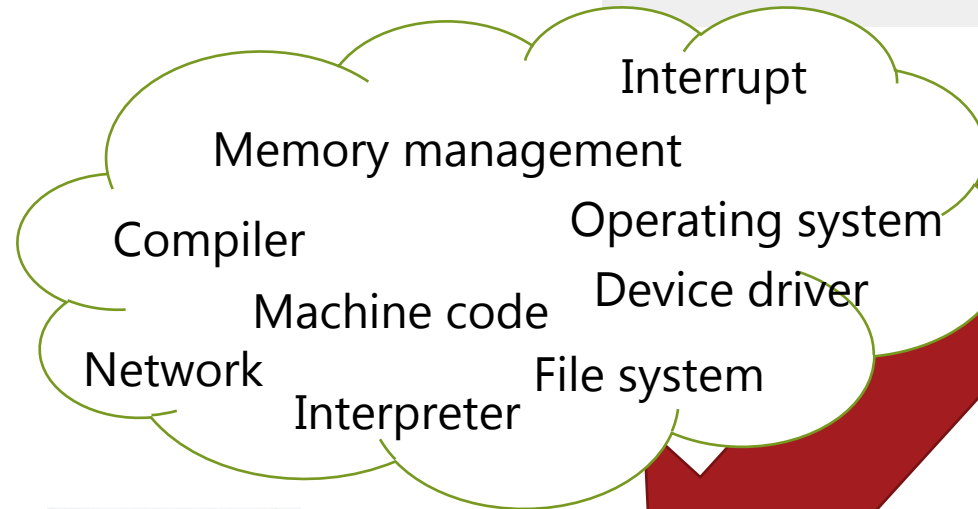 Interrupt
Memory management
Operating system
Compiler
Device driver
Machine code
Network
File system
Interpreter